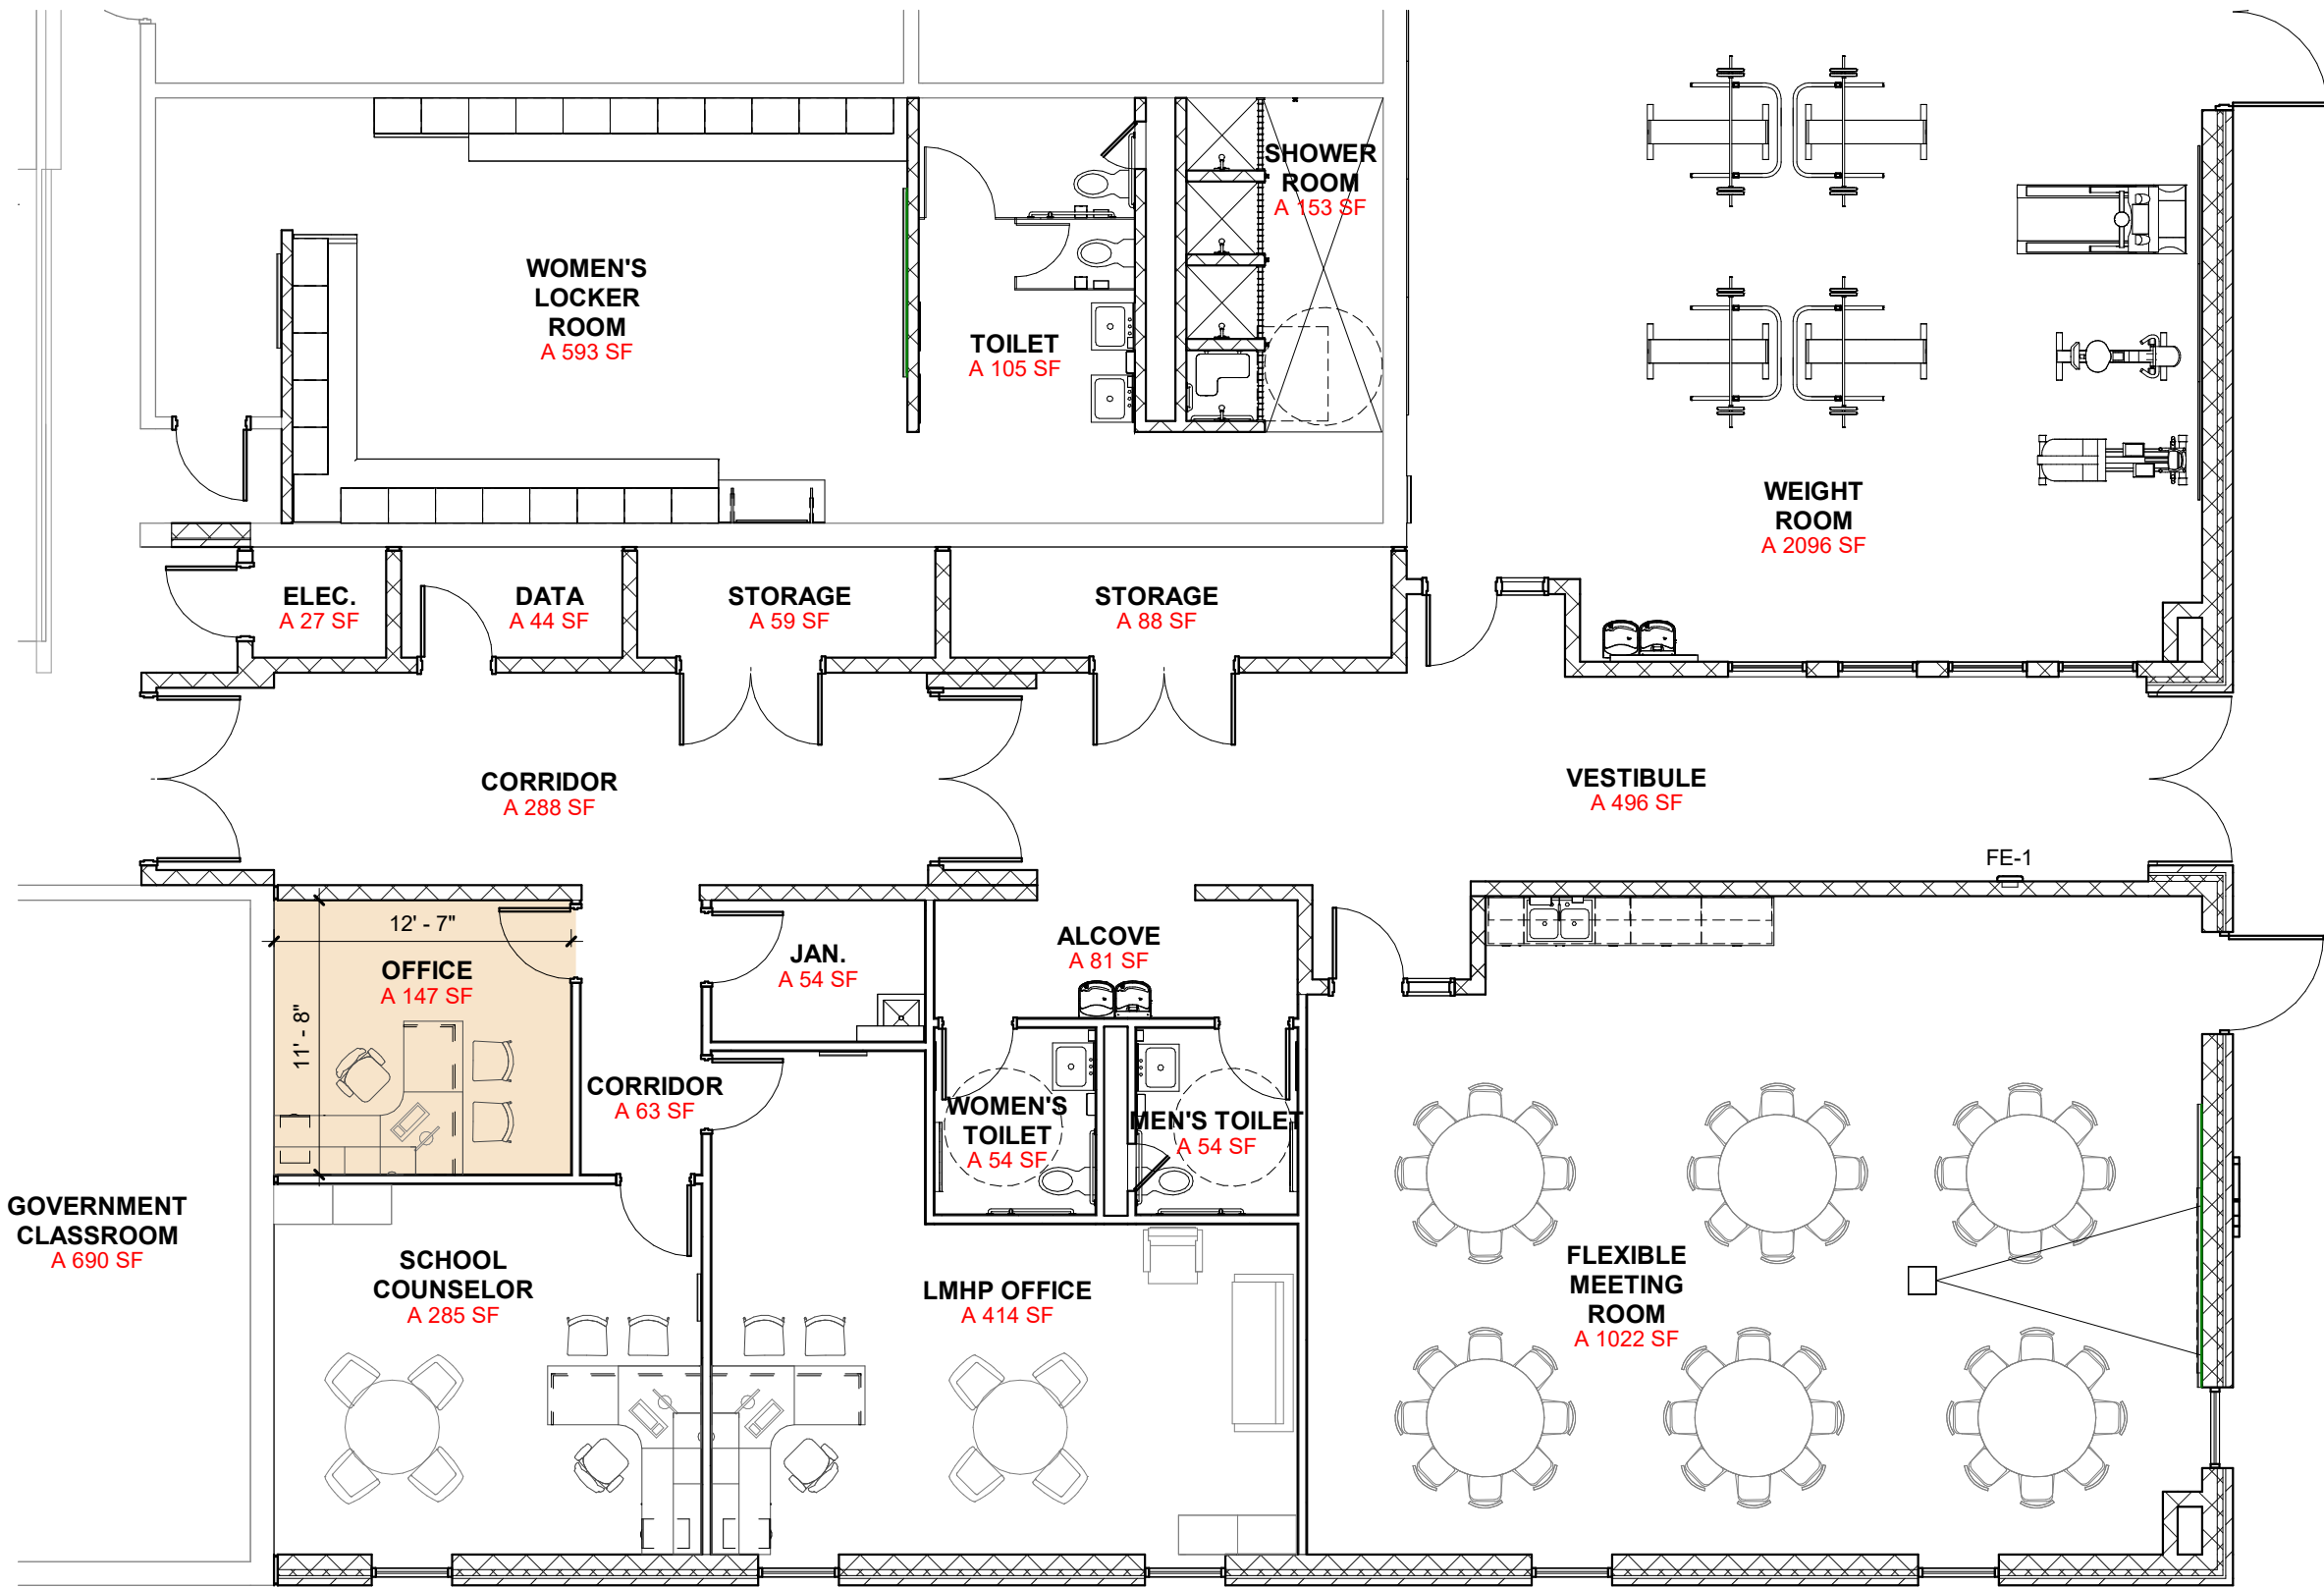 SHOWER
ROOM
A 153 SF
WOMEN'S
LOCKER
ROOM
A 593 SF
TOILET
A 105 SF
WEIGHT
ROOM
A 2096 SF
ELEC.
A 27 SF
DATA
A 44 SF
STORAGE
A 59 SF
STORAGE
A 88 SF
CORRIDOR
A 288 SF
VESTIBULE
A 496 SF
FE-1
12' - 7"
OFFICE
A 147 SF
11' - 8"
JAN.
A 54 SF
ALCOVE
A 81 SF
CORRIDOR
A 63 SF
WOMEN'S
TOILET
A 54 SF
MEN'S TOILET
A 54 SF
GOVERNMENT
CLASSROOM
A 690 SF
SCHOOL
COUNSELOR
A 285 SF
LMHP OFFICE
A 414 SF
FLEXIBLE
MEETING
ROOM
A 1022 SF